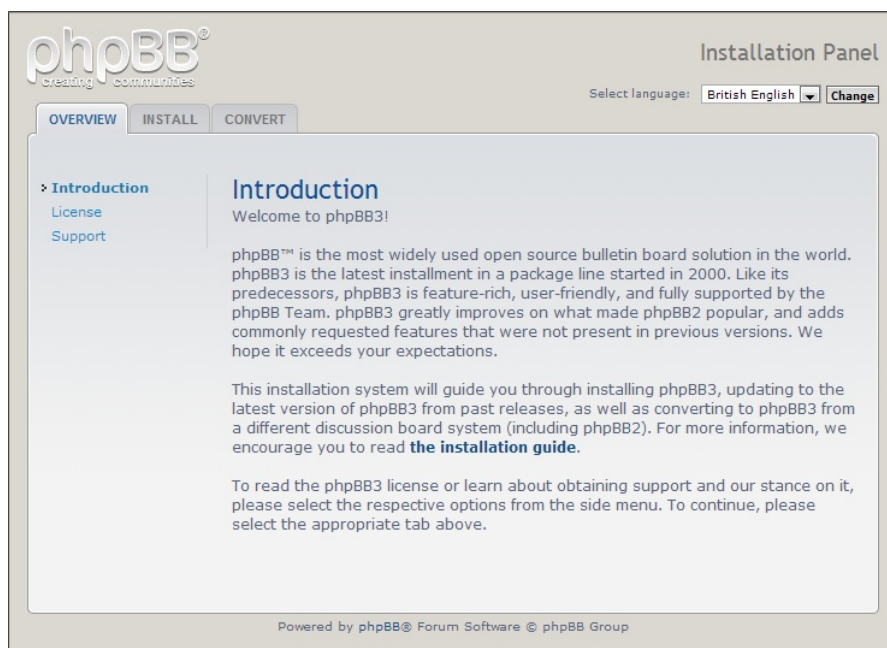 phpBB®
creating communities
Installation Panel
Select language: British English Change
OVERVIEW INSTALL CONVERT
Introduction
License
Support
Introduction
Welcome to phpBB3!
phpBB™ is the most widely used open source bulletin board solution in the world.
phpBB3 is the latest installment in a package line started in 2000. Like its
predecessors, phpBB3 is feature-rich, user-friendly, and fully supported by the
phpBB Team. phpBB3 greatly improves on what made phpBB2 popular, and adds
commonly requested features that were not present in previous versions. We
hope it exceeds your expectations.
This installation system will guide you through installing phpBB3, updating to the
latest version of phpBB3 from past releases, as well as converting to phpBB3 from
a different discussion board system (including phpBB2). For more information, we
encourage you to read the installation guide.
To read the phpBB3 license or learn about obtaining support and our stance on it,
please select the respective options from the side menu. To continue, please
select the appropriate tab above.
Powered by phpBB® Forum Software © phpBB Group